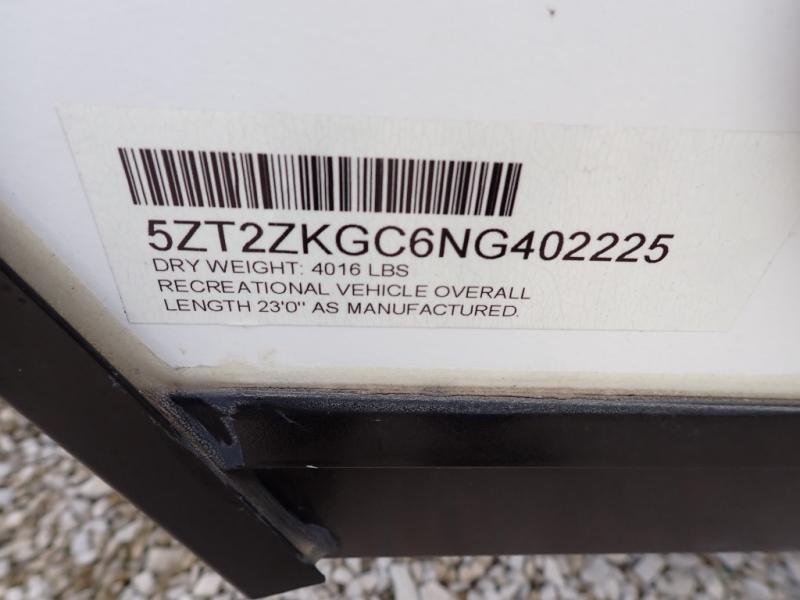 5ZT2ZKGC6NG402225
DRY WEIGHT: 4016 LBS
RECREATIONAL VEHICLE OVERALL
LENGTH 23'0" AS MANUFACTURED.